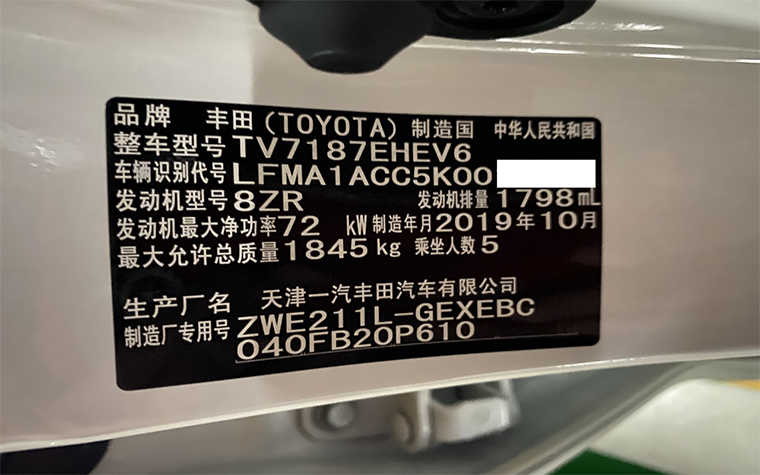 品牌 丰田(TOYOTA) 制造国 中华人民共和国
整车型号 TV7187EHEV6
车辆识别代号 LFMA1ACC5K00
发动机型号 8ZR 发动机排量 1798 mL
发动机最大净功率 72 kW 制造年月 2019年10月
最大允许总质量 1845 kg 乘坐人数 5
生产厂名 天津一汽丰田汽车有限公司
制造厂专用号 ZWE211L-GEXEBC
040FB20P610